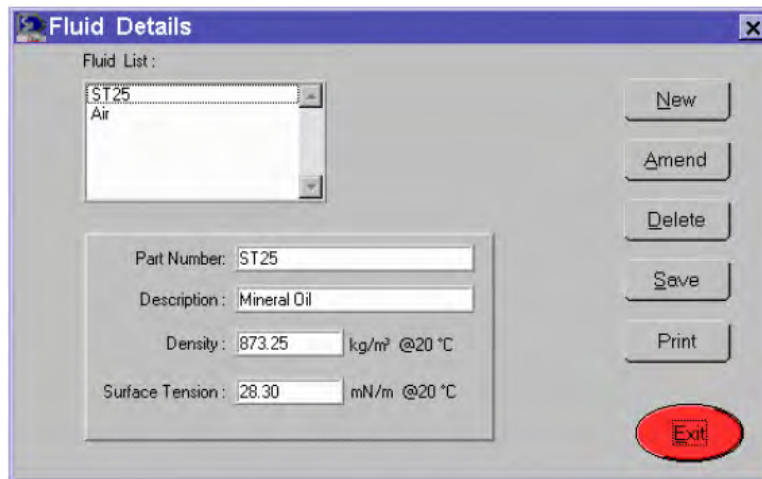 Fluid Details
Fluid List :
ST25
Air
New
Amend
Delete
Save
Print
Exit
Part Number: ST25
Description : Mineral Oil
Density : 873.25 kg/m³ @20 °C
Surface Tension : 28.30 mN/m @20 °C